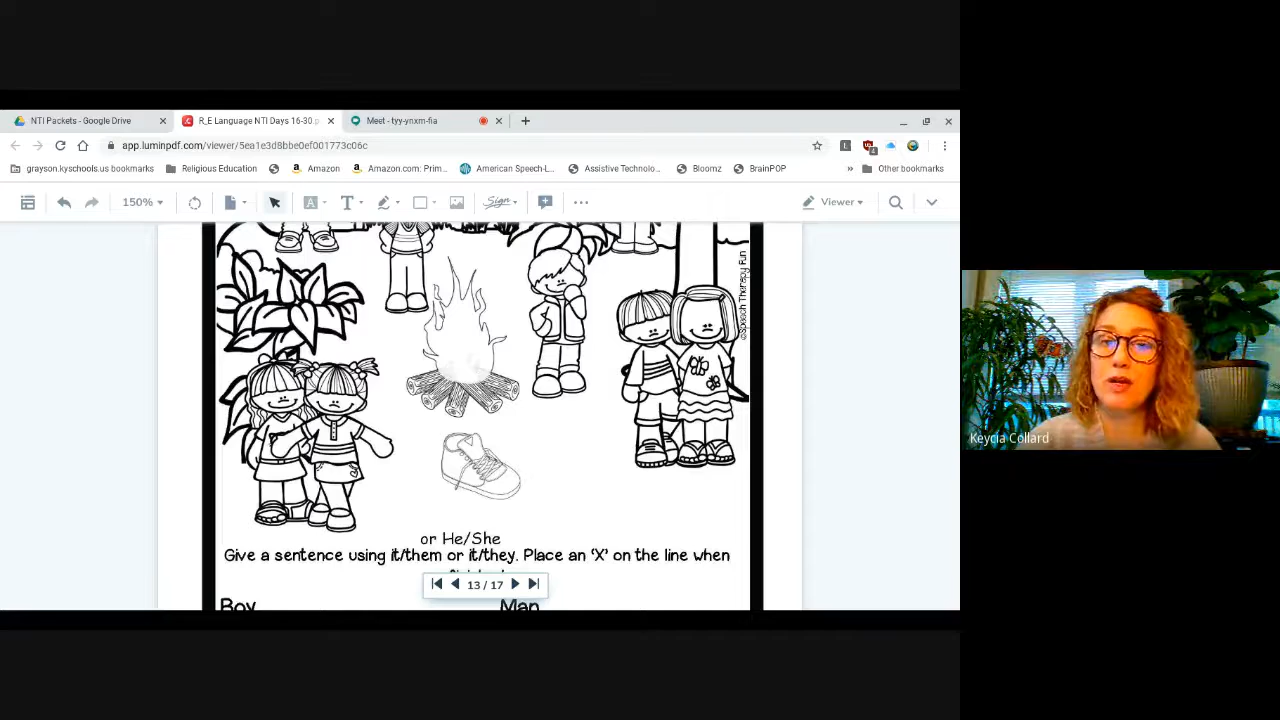 NTI Packets - Google Drive
R_E Language NTI Days 16-30.p
Meet - tyy-ynxm-fia
app.luminpdf.com/viewer/5ea1e3d8bbe0ef001773c06c
grayson.kyschools.us bookmarks
Religious Education
Amazon
Amazon.com: Prim...
American Speech-L...
Assistive Technolo...
Bloomz
BrainPOP
Other bookmarks
150%
Sign
Viewer
©Speech Therapy Fun
or He/She
Give a sentence using it/them or it/they. Place an ‘X’ on the line when
13 / 17
Boy
Man
Keycia Collard